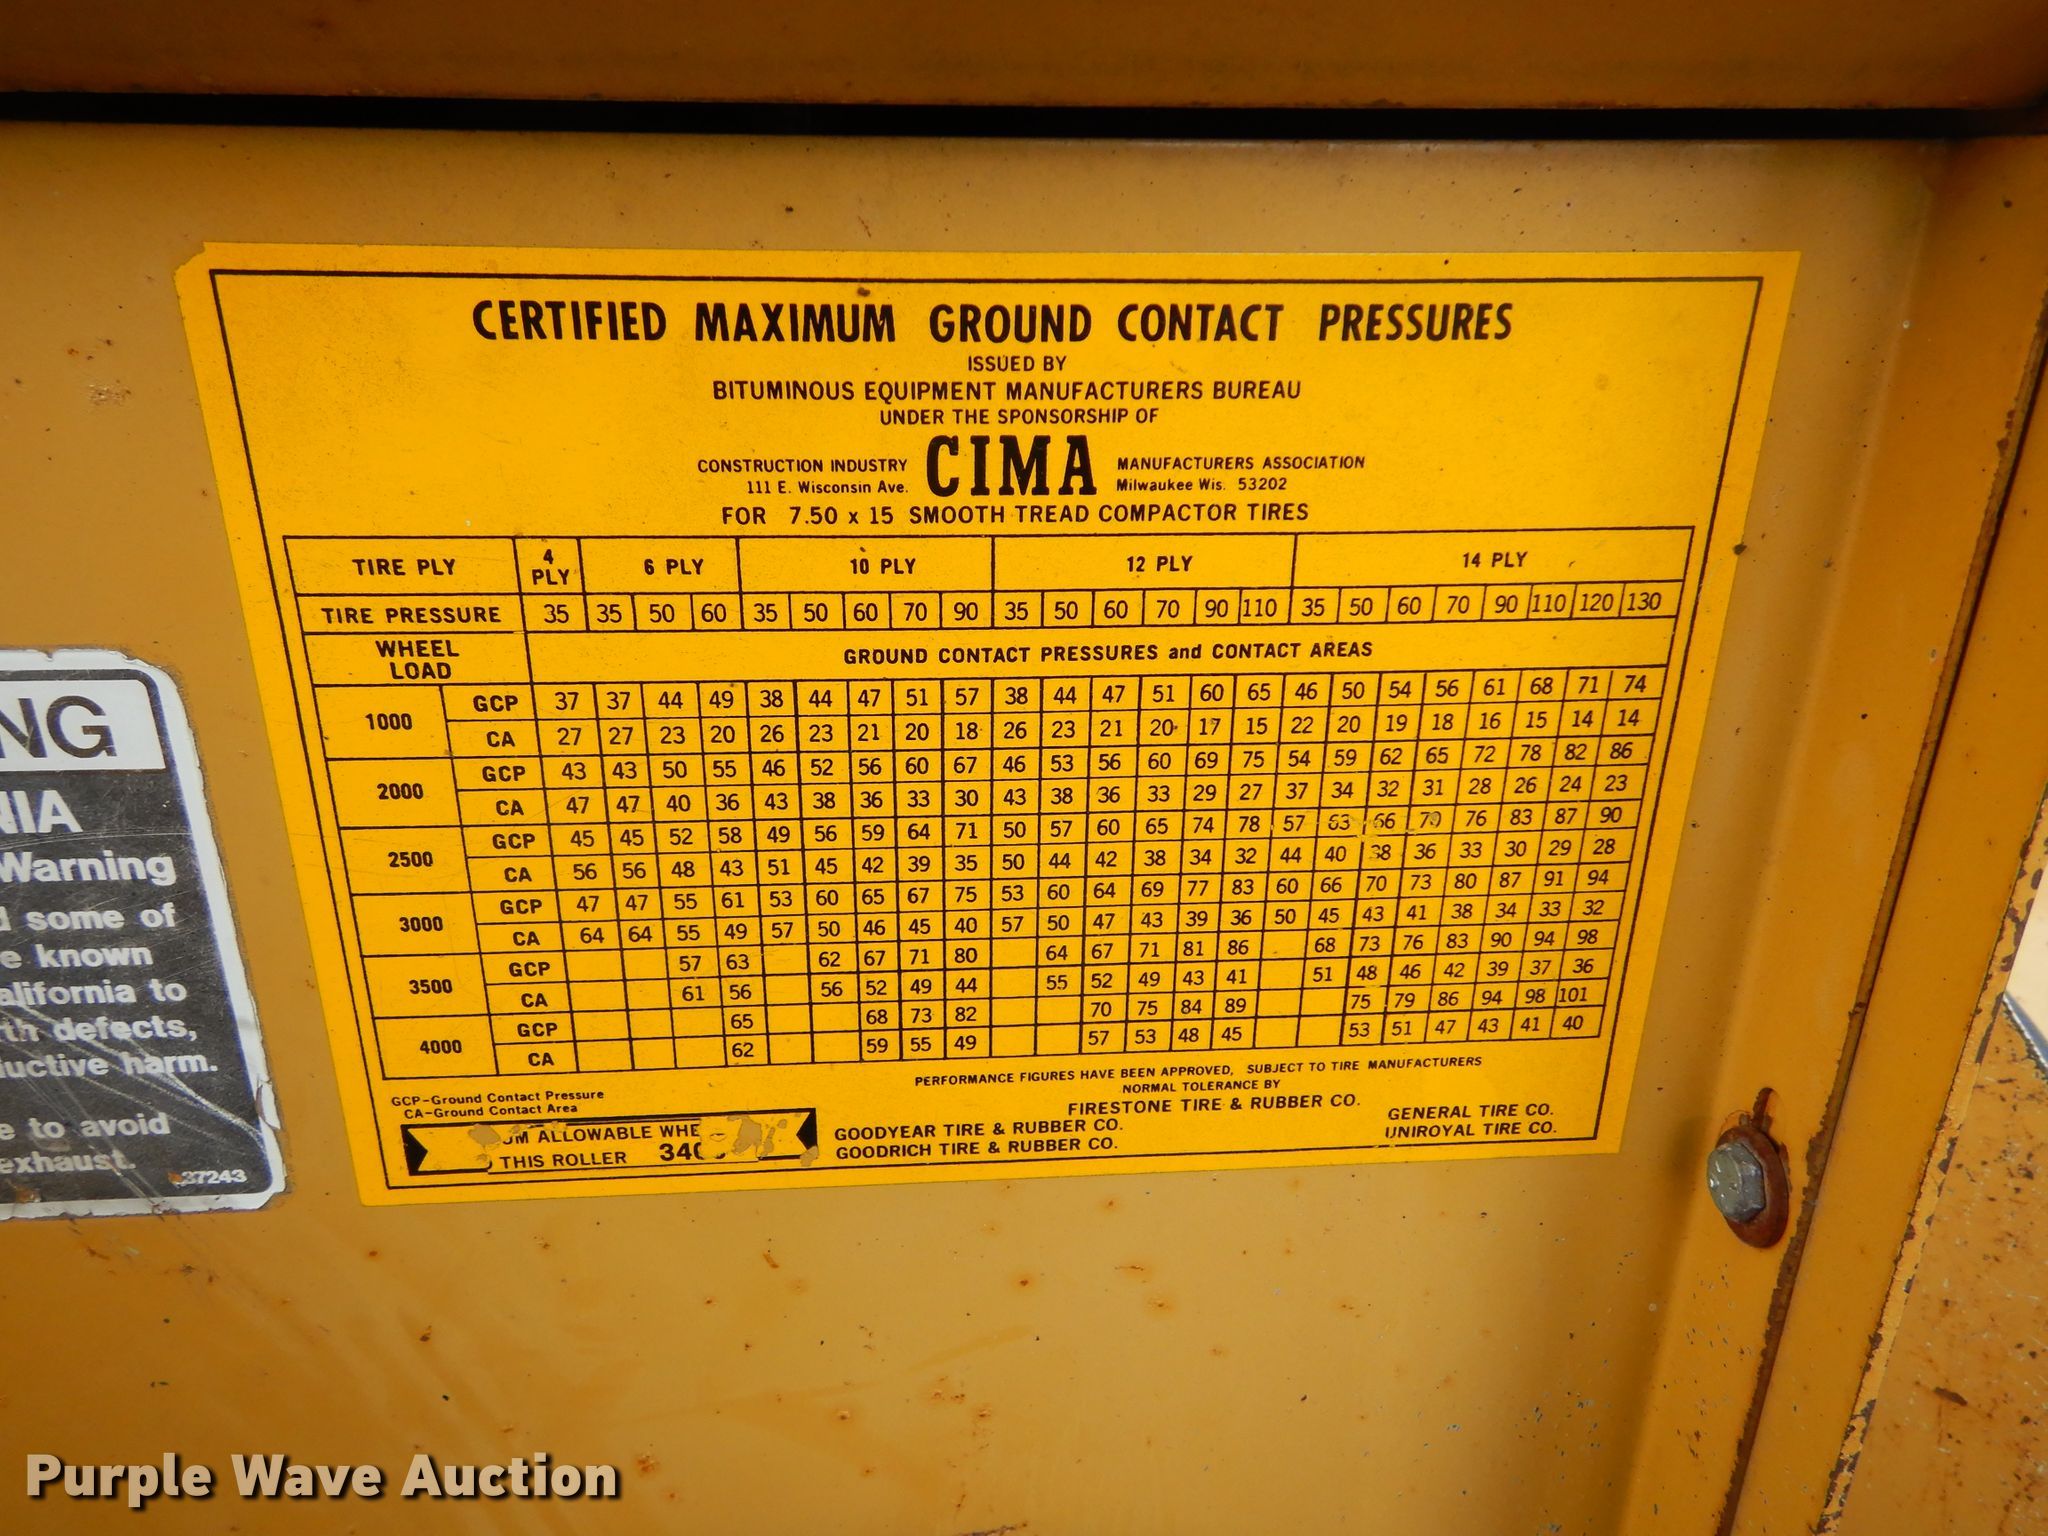 CERTIFIED MAXIMUM GROUND CONTACT PRESSURES
ISSUED BY
BITUMINOUS EQUIPMENT MANUFACTURERS BUREAU
UNDER THE SPONSORSHIP OF
CONSTRUCTION INDUSTRY CIMA MANUFACTURERS ASSOCIATION
111 E. Wisconsin Ave. Milwaukee Wis. 53202
FOR 7.50 x 15 SMOOTH TREAD COMPACTOR TIRES
TIRE PLY 4 PLY 6 PLY 10 PLY 12 PLY 14 PLY
TIRE PRESSURE 35 35 50 60 35 50 60 70 90 35 50 60 70 90 110 35 50 60 70 90 110 120 130
WHEEL LOAD GROUND CONTACT PRESSURES and CONTACT AREAS
1000 GCP 37 37 44 49 38 44 47 51 57 38 44 47 51 60 65 46 50 54 56 61 68 71 74
CA 27 27 23 20 26 23 21 20 18 26 23 21 20 17 15 22 20 19 18 16 15 14 14
2000 GCP 43 43 50 55 46 52 56 60 67 46 53 56 60 69 75 54 59 62 65 72 78 82 86
CA 47 47 40 36 43 38 36 33 30 43 38 36 33 29 27 37 34 32 31 28 26 24 23
2500 GCP 45 45 52 58 49 56 59 64 71 50 57 60 65 74 78 57 63 66 70 76 83 87 90
CA 56 56 48 43 51 45 42 39 35 50 44 42 38 34 32 44 40 38 36 33 30 29 28
3000 GCP 47 47 55 61 53 60 65 67 75 53 60 64 69 77 83 60 66 70 73 80 87 91 94
CA 64 64 55 49 57 50 46 45 40 57 50 47 43 39 36 50 45 43 41 38 34 33 32
3500 GCP 57 63 62 67 71 80 64 67 71 81 86 68 73 76 83 90 94 98
CA 61 56 56 52 49 44 55 52 49 43 41 51 48 46 42 39 37 36
4000 GCP 65 68 73 82 70 75 84 89 75 79 86 94 98 101
CA 62 59 55 49 57 53 48 45 53 51 47 43 41 40
GCP-Ground Contact Pressure
CA-Ground Contact Area
PERFORMANCE FIGURES HAVE BEEN APPROVED, SUBJECT TO TIRE MANUFACTURERS
NORMAL TOLERANCE BY
FIRESTONE TIRE & RUBBER CO.
GOODYEAR TIRE & RUBBER CO.
GOODRICH TIRE & RUBBER CO.
GENERAL TIRE CO.
UNIROYAL TIRE CO.
UM ALLOWABLE WHE
THIS ROLLER 340
NG
NIA
Warning
d some of
e known
alifornia to
th defects,
uctive harm.
e to avoid
exhaust.
37243
Purple Wave Auction